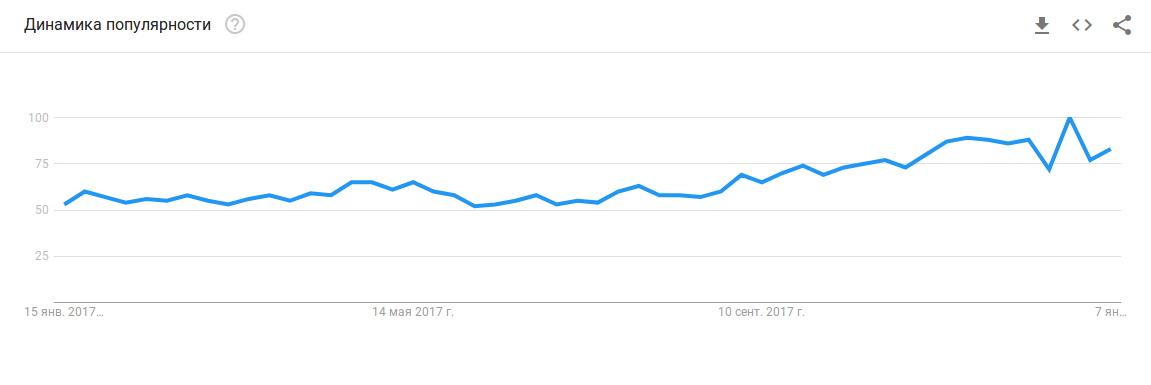 Динамика популярности ?
100
75
50
25
15 янв. 2017…
14 мая 2017 г.
10 сент. 2017 г.
7 ян…